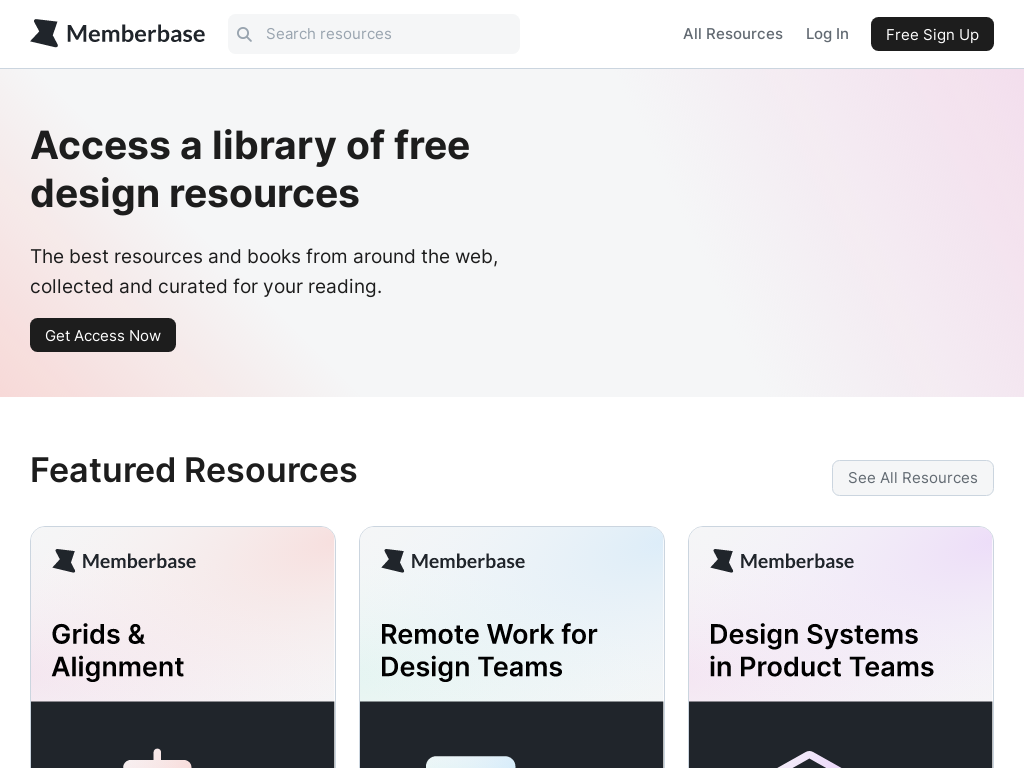 Memberbase
Search resources
All Resources
Log In
Free Sign Up
Access a library of free
design resources
The best resources and books from around the web,
collected and curated for your reading.
Get Access Now
Featured Resources
See All Resources
Memberbase
Grids &
Alignment
Memberbase
Remote Work for
Design Teams
Memberbase
Design Systems
in Product Teams